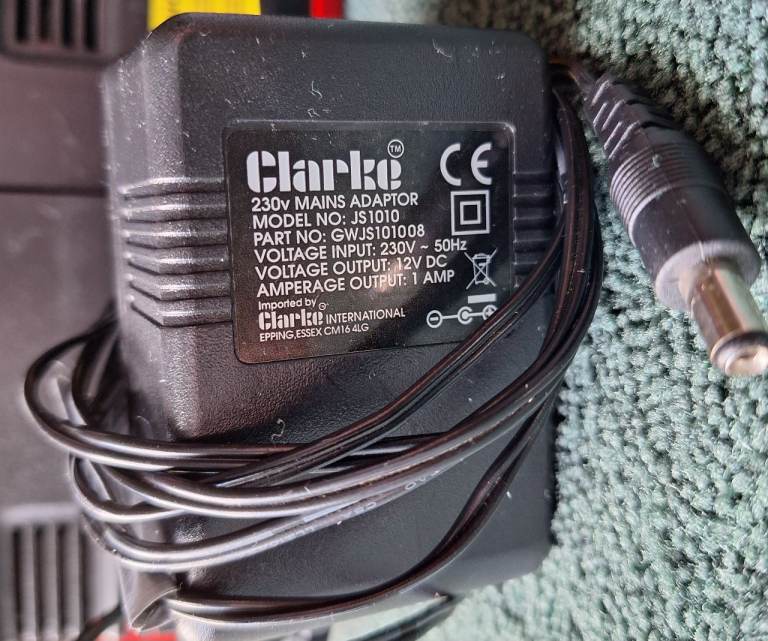 Clarke TM
CE
230v MAINS ADAPTOR
MODEL NO: JS1010
PART NO: GWJS101008
VOLTAGE INPUT: 230V ~ 50Hz
VOLTAGE OUTPUT: 12V DC
AMPERAGE OUTPUT: 1 AMP
Imported by
Clarke INTERNATIONAL
EPPING, ESSEX CM16 4LG